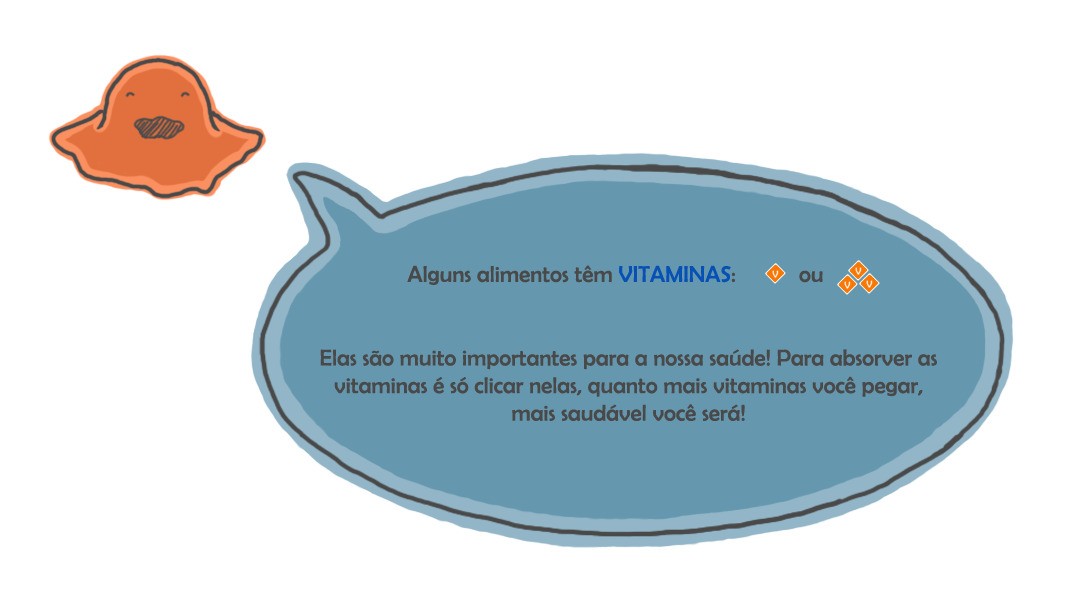 Alguns alimentos têm VITAMINAS: V ou V V V
Elas são muito importantes para a nossa saúde! Para absorver as
vitaminas é só clicar nelas, quanto mais vitaminas você pegar,
mais saudável você será!